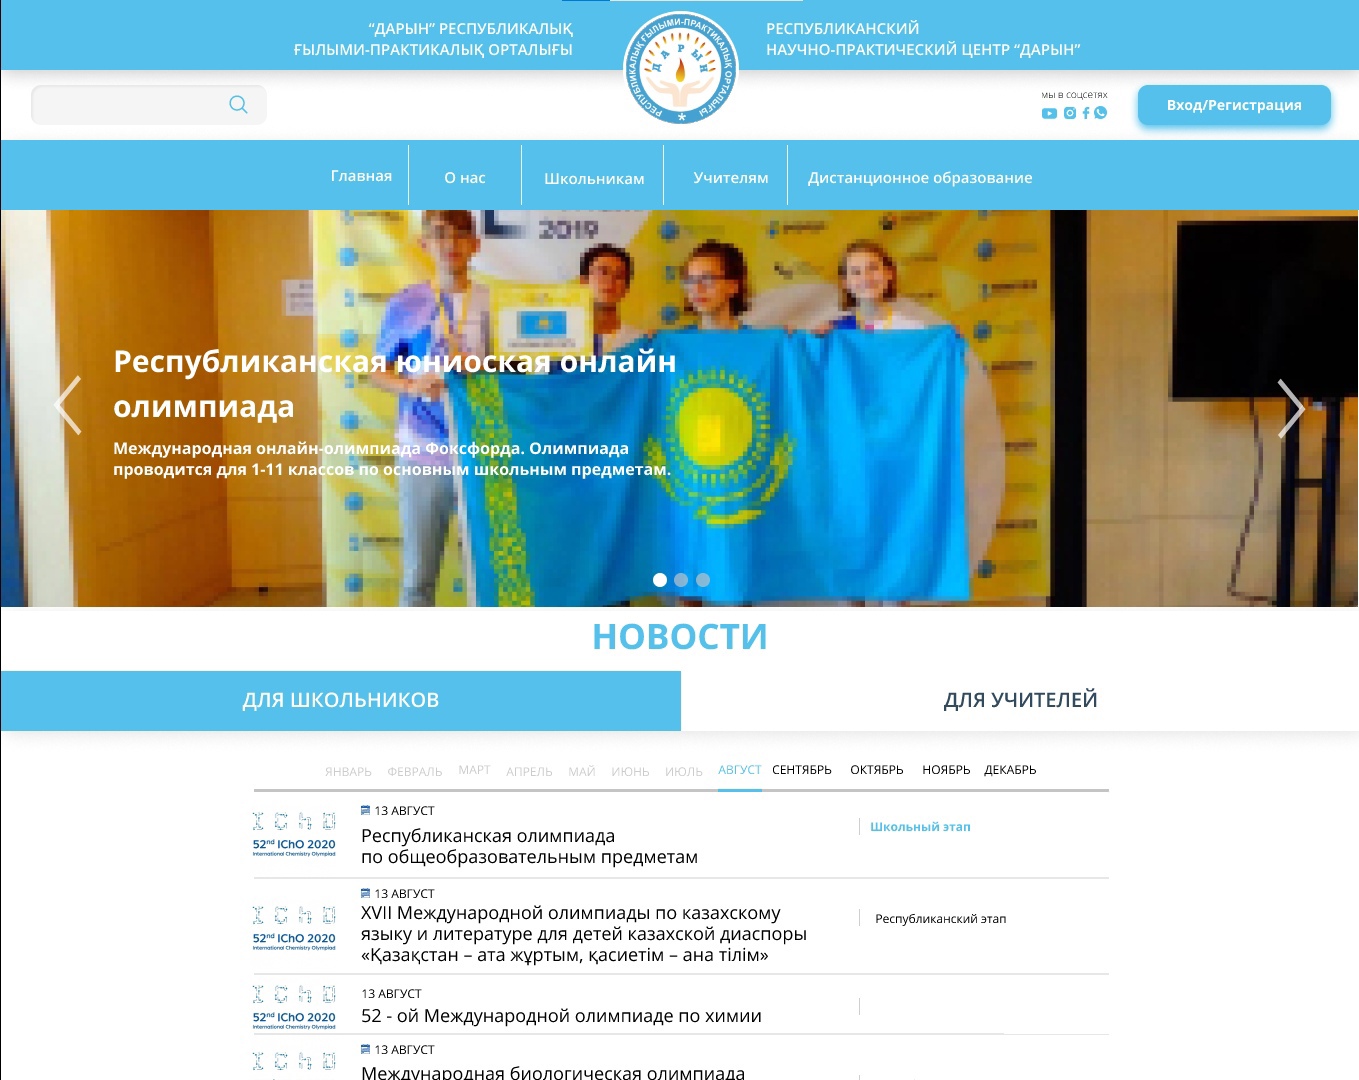 “ДАРЫН” РЕСПУБЛИКАЛЫҚ
ҒЫЛЫМИ-ПРАКТИКАЛЫҚ ОРТАЛЫҒЫ
РЕСПУБЛИКАЛЫҚ ҒЫЛЫМИ-ПРАКТИКАЛЫҚ ОРТАЛЫҒЫ
ДАРЫН
РЕСПУБЛИКАНСКИЙ
НАУЧНО-ПРАКТИЧЕСКИЙ ЦЕНТР “ДАРЫН”
мы в соцсетях
Вход/Регистрация
Главная
О нас
Школьникам
Учителям
Дистанционное образование
2019
Республиканская юниоская онлайн
олимпиада
Международная онлайн-олимпиада Фоксфорда. Олимпиада
проводится для 1-11 классов по основным школьным предметам.
НОВОСТИ
ДЛЯ ШКОЛЬНИКОВ
ДЛЯ УЧИТЕЛЕЙ
ЯНВАРЬ ФЕВРАЛЬ МАРТ АПРЕЛЬ МАЙ ИЮНЬ ИЮЛЬ АВГУСТ СЕНТЯБРЬ ОКТЯБРЬ НОЯБРЬ ДЕКАБРЬ
IChO
52nd IChO 2020
International Chemistry Olympiad
13 АВГУСТ
Республиканская олимпиада
по общеобразовательным предметам
Школьный этап
IChO
52nd IChO 2020
International Chemistry Olympiad
13 АВГУСТ
XVII Международной олимпиады по казахскому
языку и литературе для детей казахской диаспоры
«Қазақстан – ата жұртым, қасиетім – ана тілім»
Республиканский этап
IChO
52nd IChO 2020
International Chemistry Olympiad
13 АВГУСТ
52 - ой Международной олимпиаде по химии
IChO
13 АВГУСТ
Международная биологическая олимпиада